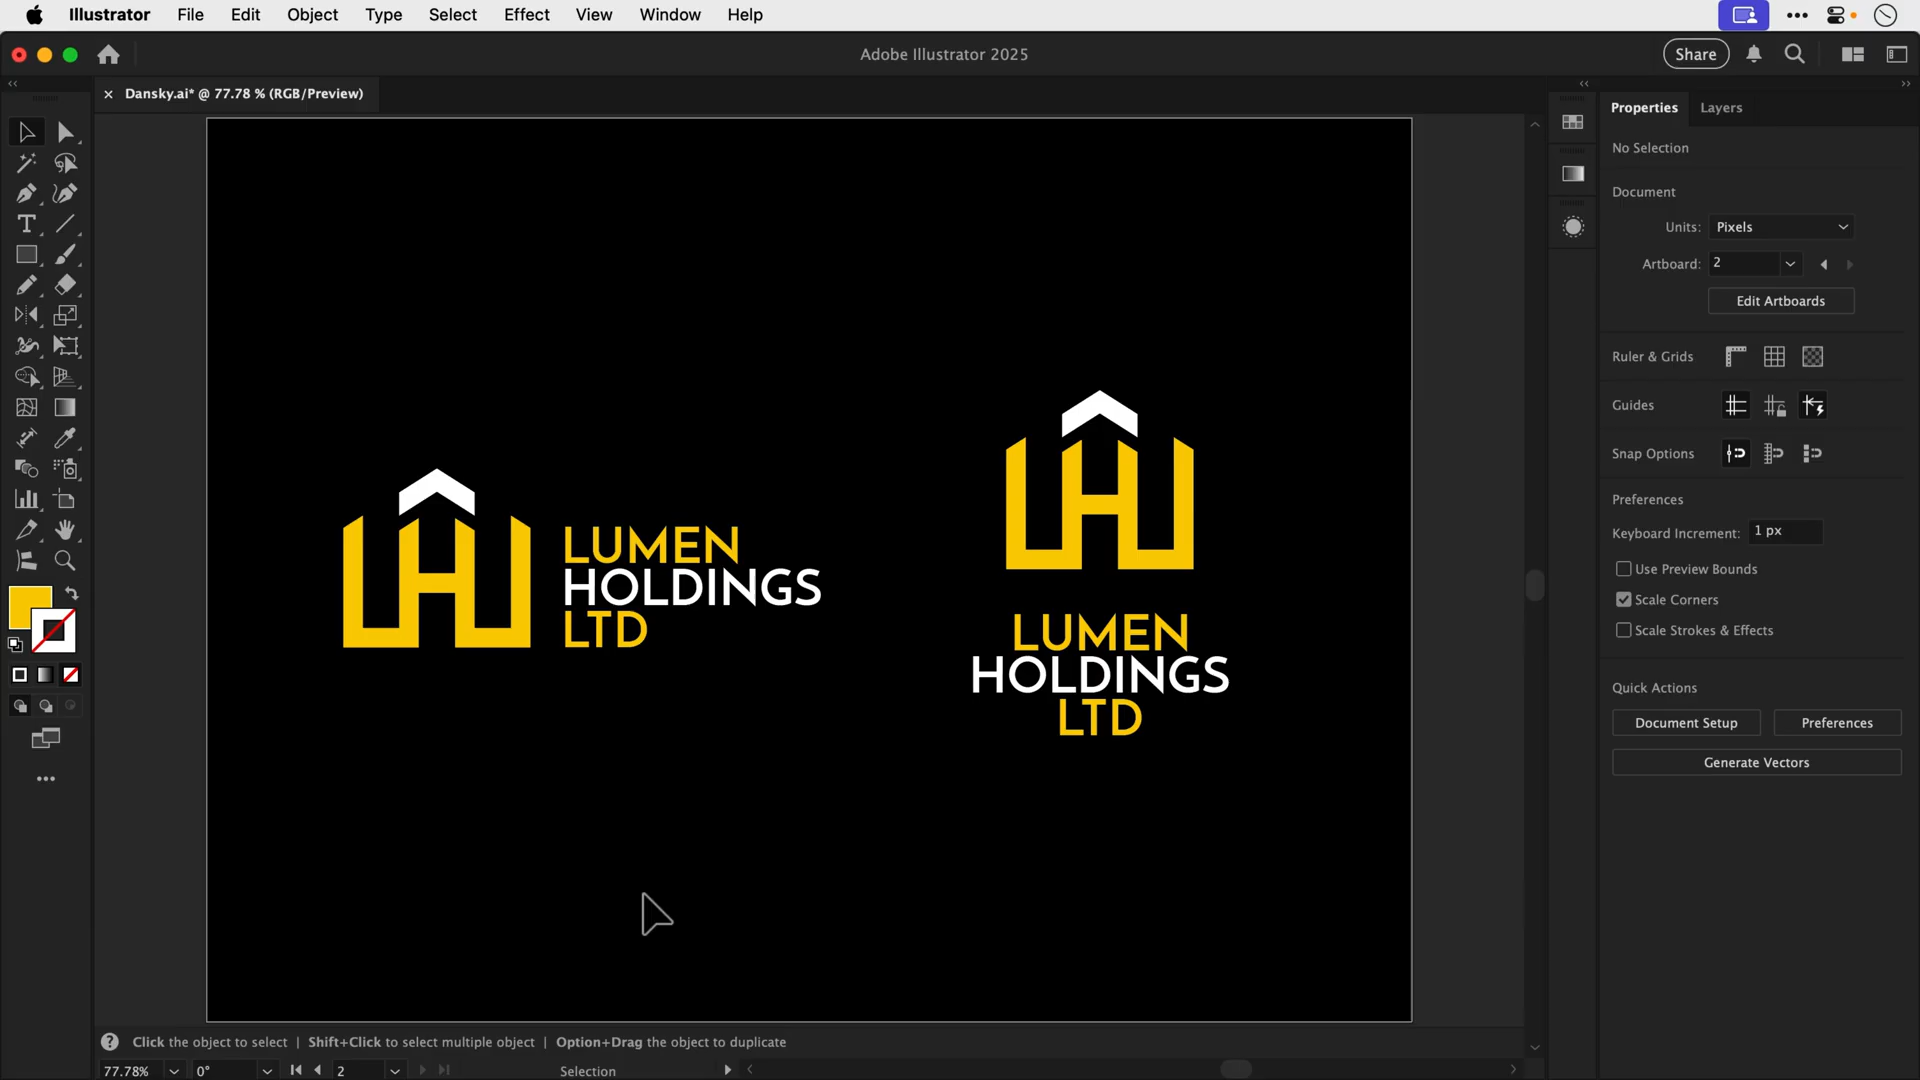 Illustrator File Edit Object Type Select Effect View Window Help
Adobe Illustrator 2025
Share
Dansky.ai* @ 77.78 % (RGB/Preview)
Properties Layers
No Selection
Document
Units: Pixels
Artboard: 2
Edit Artboards
Ruler & Grids
Guides
Snap Options
Preferences
Keyboard Increment: 1 px
Use Preview Bounds
Scale Corners
Scale Strokes & Effects
Quick Actions
Document Setup Preferences
Generate Vectors
LUMEN
HOLDINGS
LTD
LUMEN
HOLDINGS
LTD
Click the object to select | Shift+Click to select multiple object | Option+Drag the object to duplicate
77.78% 0° 2 Selection